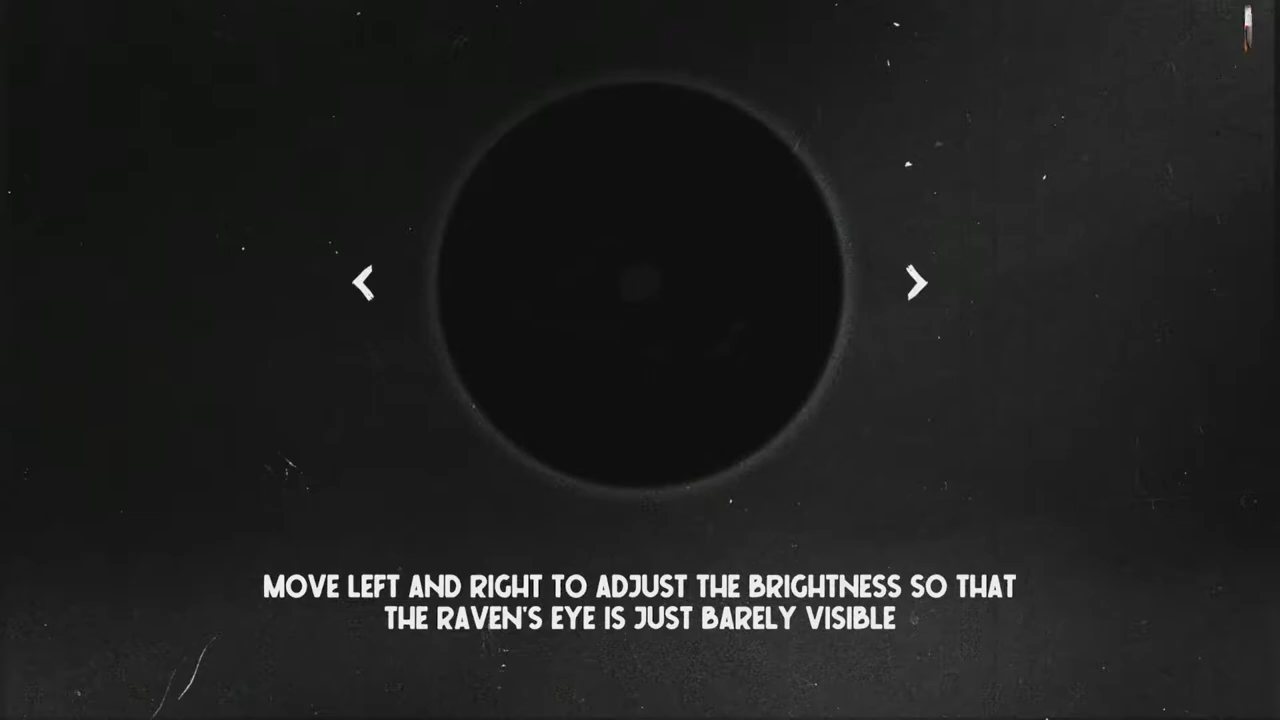 MOVE LEFT AND RIGHT TO ADJUST THE BRIGHTNESS SO THAT
THE RAVEN'S EYE IS JUST BARELY VISIBLE